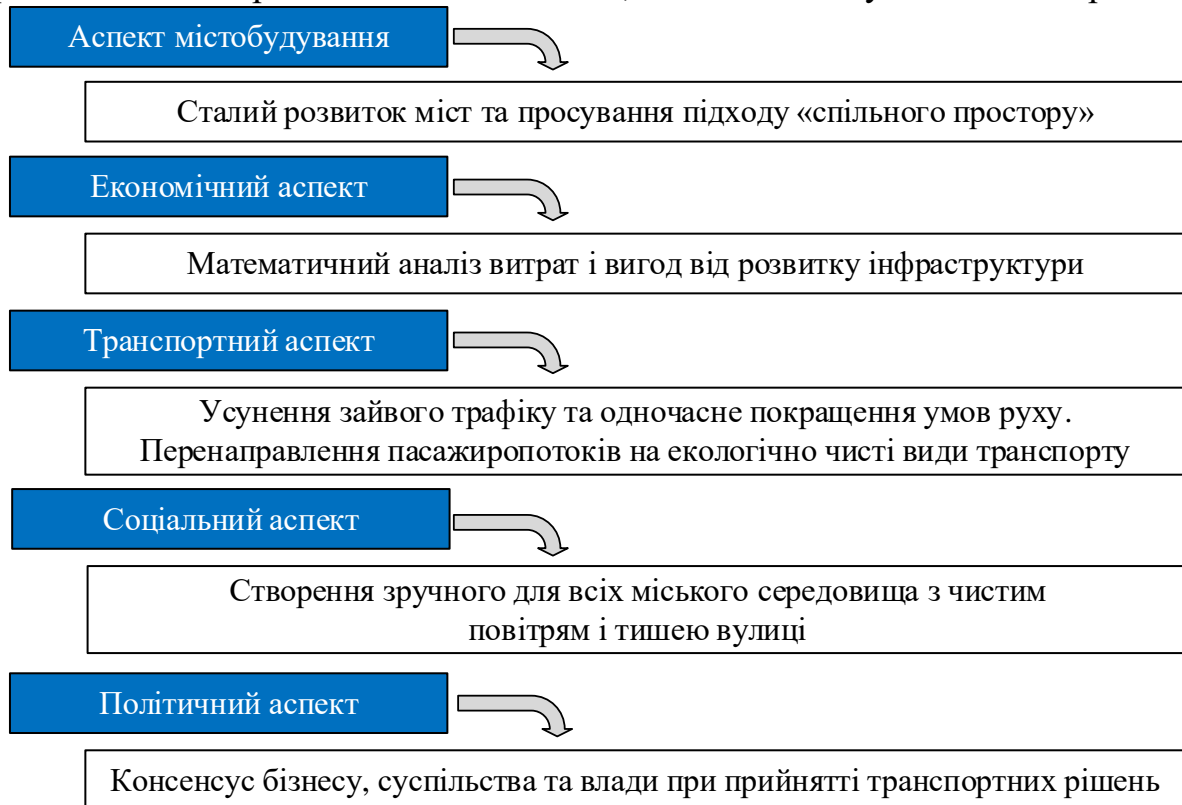 Аспект містобудування
Сталий розвиток міст та просування підходу «спільного простору»
Економічний аспект
Математичний аналіз витрат і вигод від розвитку інфраструктури
Транспортний аспект
Усунення зайвого трафіку та одночасне покращення умов руху.
Перенаправлення пасажиропотоків на екологічно чисті види транспорту
Соціальний аспект
Створення зручного для всіх міського середовища з чистим
повітрям і тишею вулиці
Політичний аспект
Консенсус бізнесу, суспільства та влади при прийнятті транспортних рішень